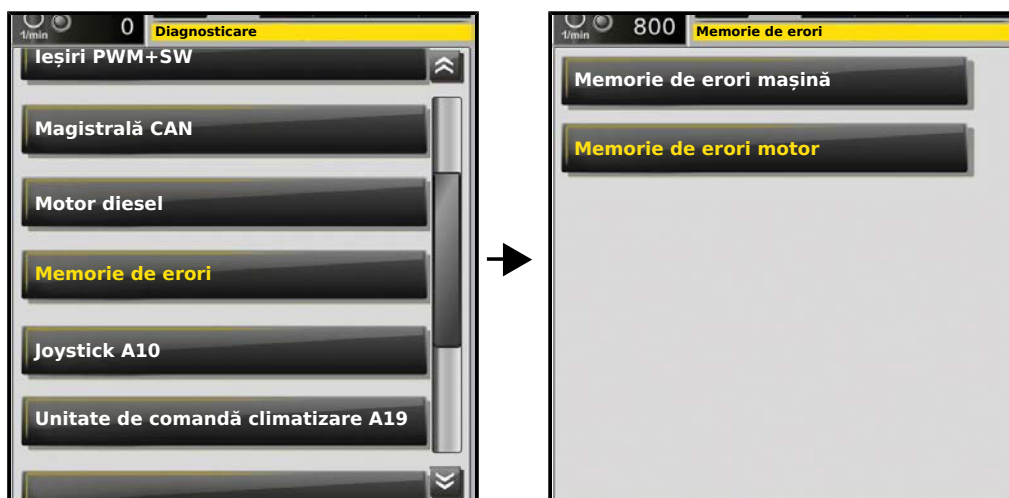 1/min
0
Diagnosticare
Ieșiri PWM+SW
Magistrală CAN
Motor diesel
Memorie de erori
Joystick A10
Unitate de comandă climatizare A19
1/min
800
Memorie de erori
Memorie de erori mașină
Memorie de erori motor